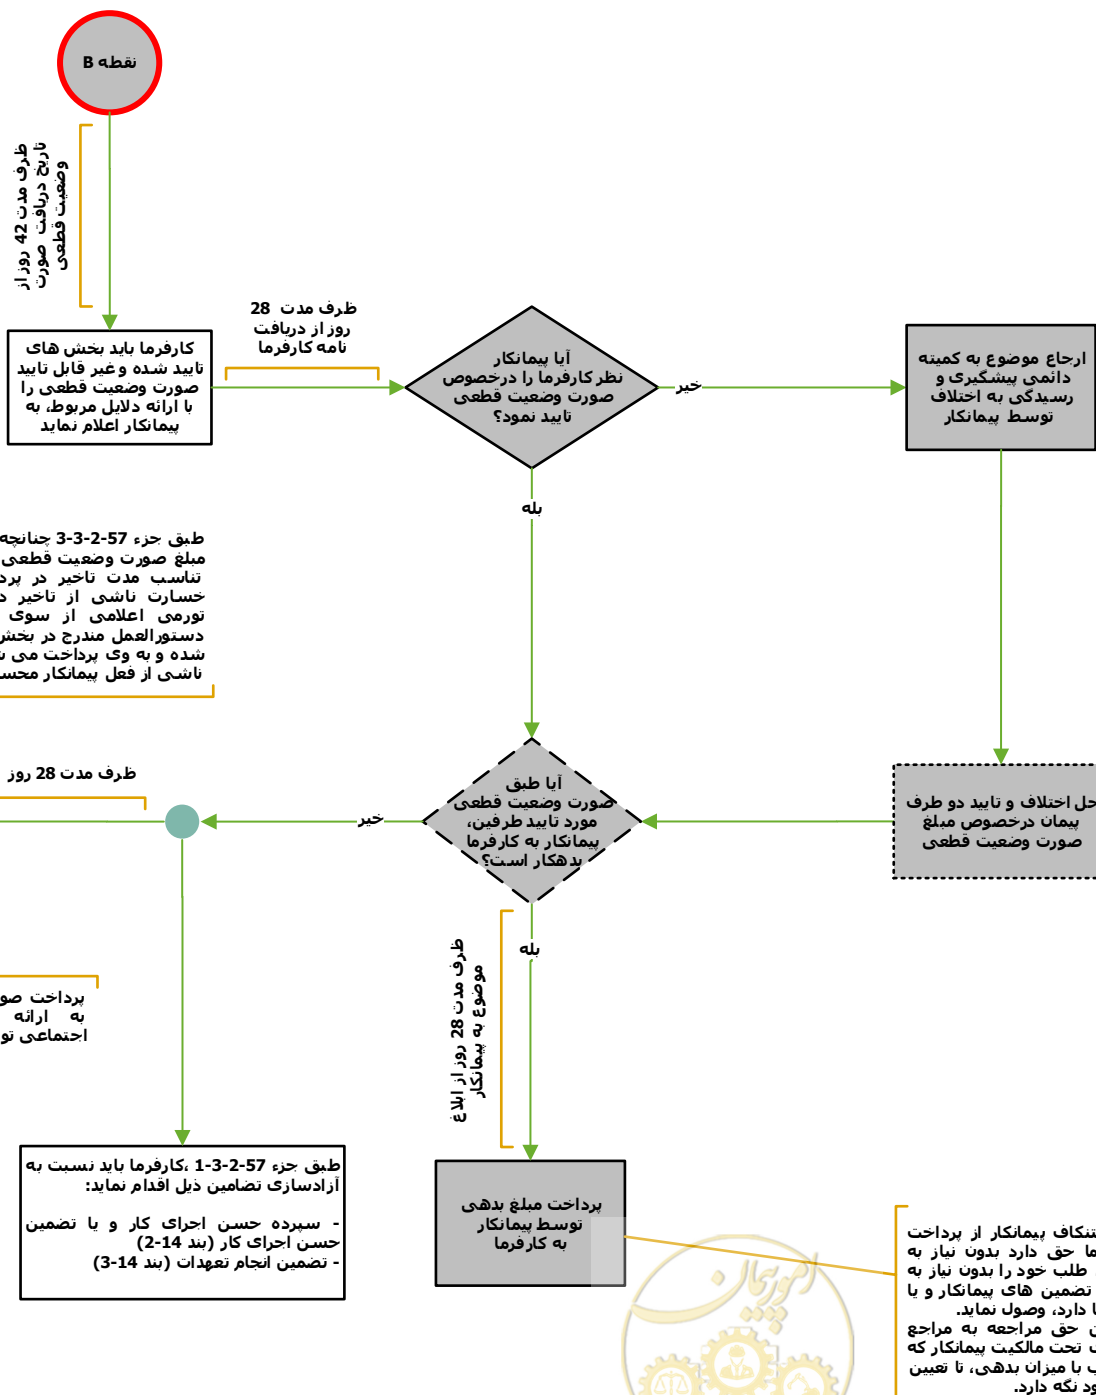 نقطه B
ظرف مدت 42 روز از
تاریخ دریافت صورت
وضعیت قطعی
کارفرما باید بخش های
تایید شده و غیر قابل تایید
صورت وضعیت قطعی را
با ارائه دلایل مربوط، به
پیمانکار اعلام نماید
ظرف مدت 28
روز از دریافت
نامه کارفرما
آیا پیمانکار
نظر کارفرما را درخصوص
صورت وضعیت قطعی
تایید نمود؟
خیر
ارجاع موضوع به کمیته
دائمی پیشگیری و
رسیدگی به اختلاف
توسط پیمانکار
بله
طبق جزء 57-2-3-3 چنانچه
مبلغ صورت وضعیت قطعی
تناسب مدت تاخیر در پرد
خسارت ناشی از تاخیر د
تورمی اعلامی از سوی
دستورالعمل مندرج در بخش
شده و به وی پرداخت می ش
ناشی از فعل پیمانکار محس
ظرف مدت 28 روز
خیر
آیا طبق
صورت وضعیت قطعی
مورد تایید طرفین،
پیمانکار به کارفرما
بدهکار است؟
حل اختلاف و تایید دو طرف
پیمان درخصوص مبلغ
صورت وضعیت قطعی
بله
ظرف مدت 28 روز از ابلاغ
موضوع به پیمانکار
پرداخت صو
به ارائه
اجتماعی تو
طبق جزء 57-2-3-1 ،کارفرما باید نسبت به
آزادسازی تضامین ذیل اقدام نماید:
- سپرده حسن اجرای کار و یا تضمین
حسن اجرای کار (بند 14-2)
- تضمین انجام تعهدات (بند 14-3)
پرداخت مبلغ بدهی
توسط پیمانکار
به کارفرما
تنکاف پیمانکار از پرداخت
ما حق دارد بدون نیاز به
طلب خود را بدون نیاز به
تضمین های پیمانکار و یا
ا دارد، وصول نماید.
ن حق مراجعه به مراجع
ت تحت مالکیت پیمانکار که
ب با میزان بدهی، تا تعیین
ود نگه دارد.
امور پیمان